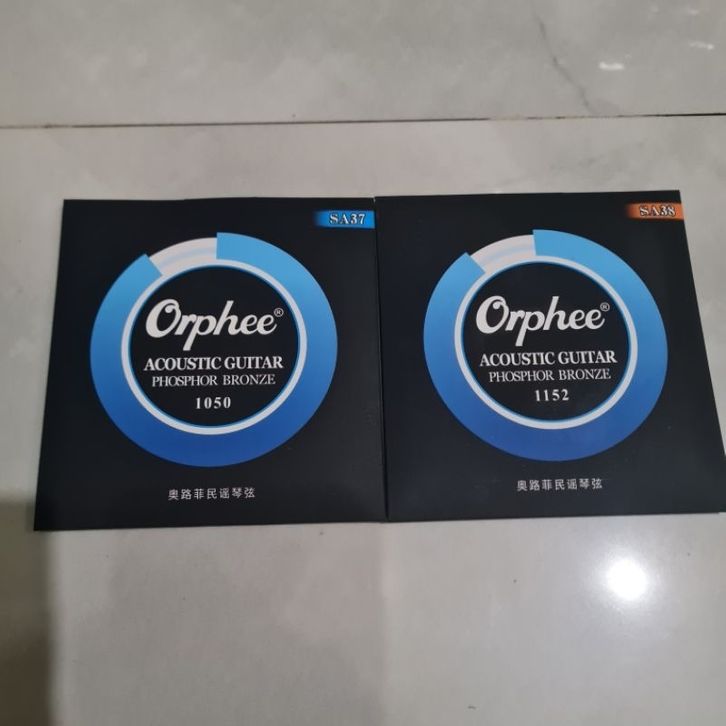 SA37
Orphee®
ACOUSTIC GUITAR
PHOSPHOR BRONZE
1050
奥路菲民谣琴弦
SA38
Orphee®
ACOUSTIC GUITAR
PHOSPHOR BRONZE
1152
奥路菲民谣琴弦